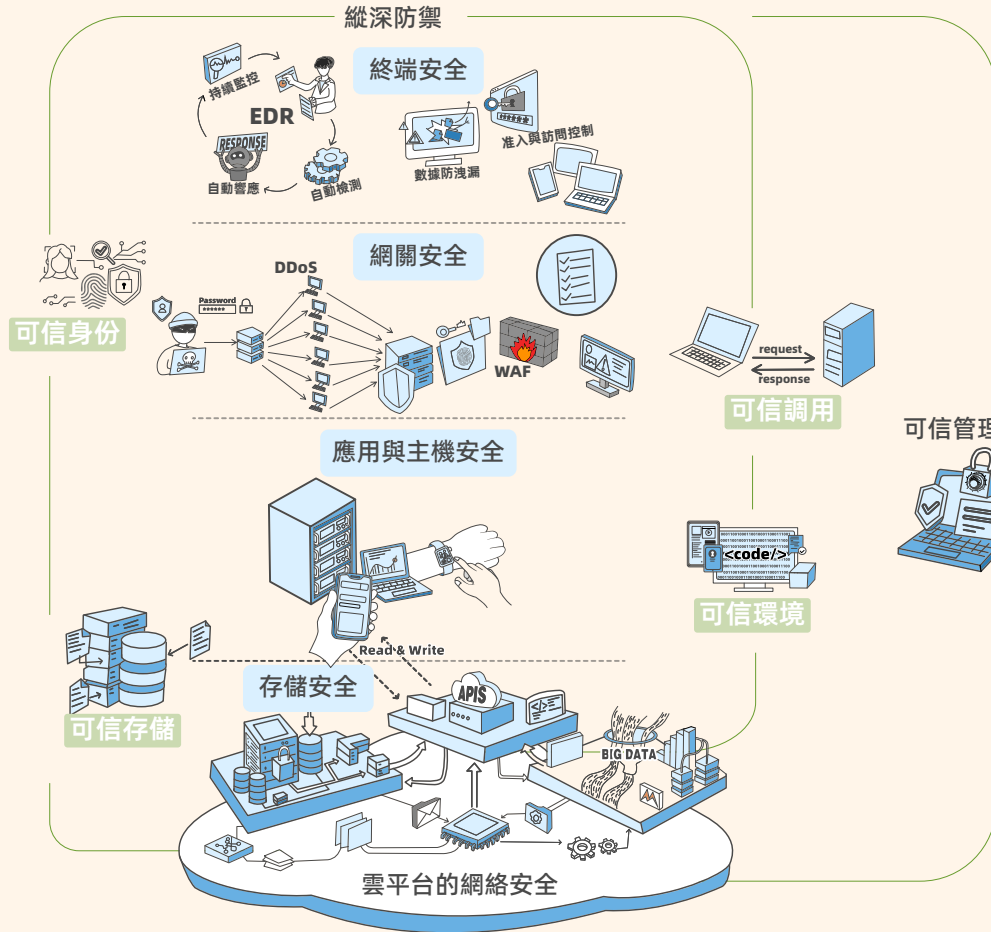 縱深防禦
終端安全
持續監控
EDR
RESPONSE
自動響應
自動檢測
數據防洩漏
准入與訪問控制
網關安全
DDoS
Password
******
WAF
可信身份
request
response
可信調用
可信管理
應用與主機安全
<code/>
可信環境
Read & Write
存儲安全
可信存儲
APIS
</>
BIG DATA
雲平台的網絡安全